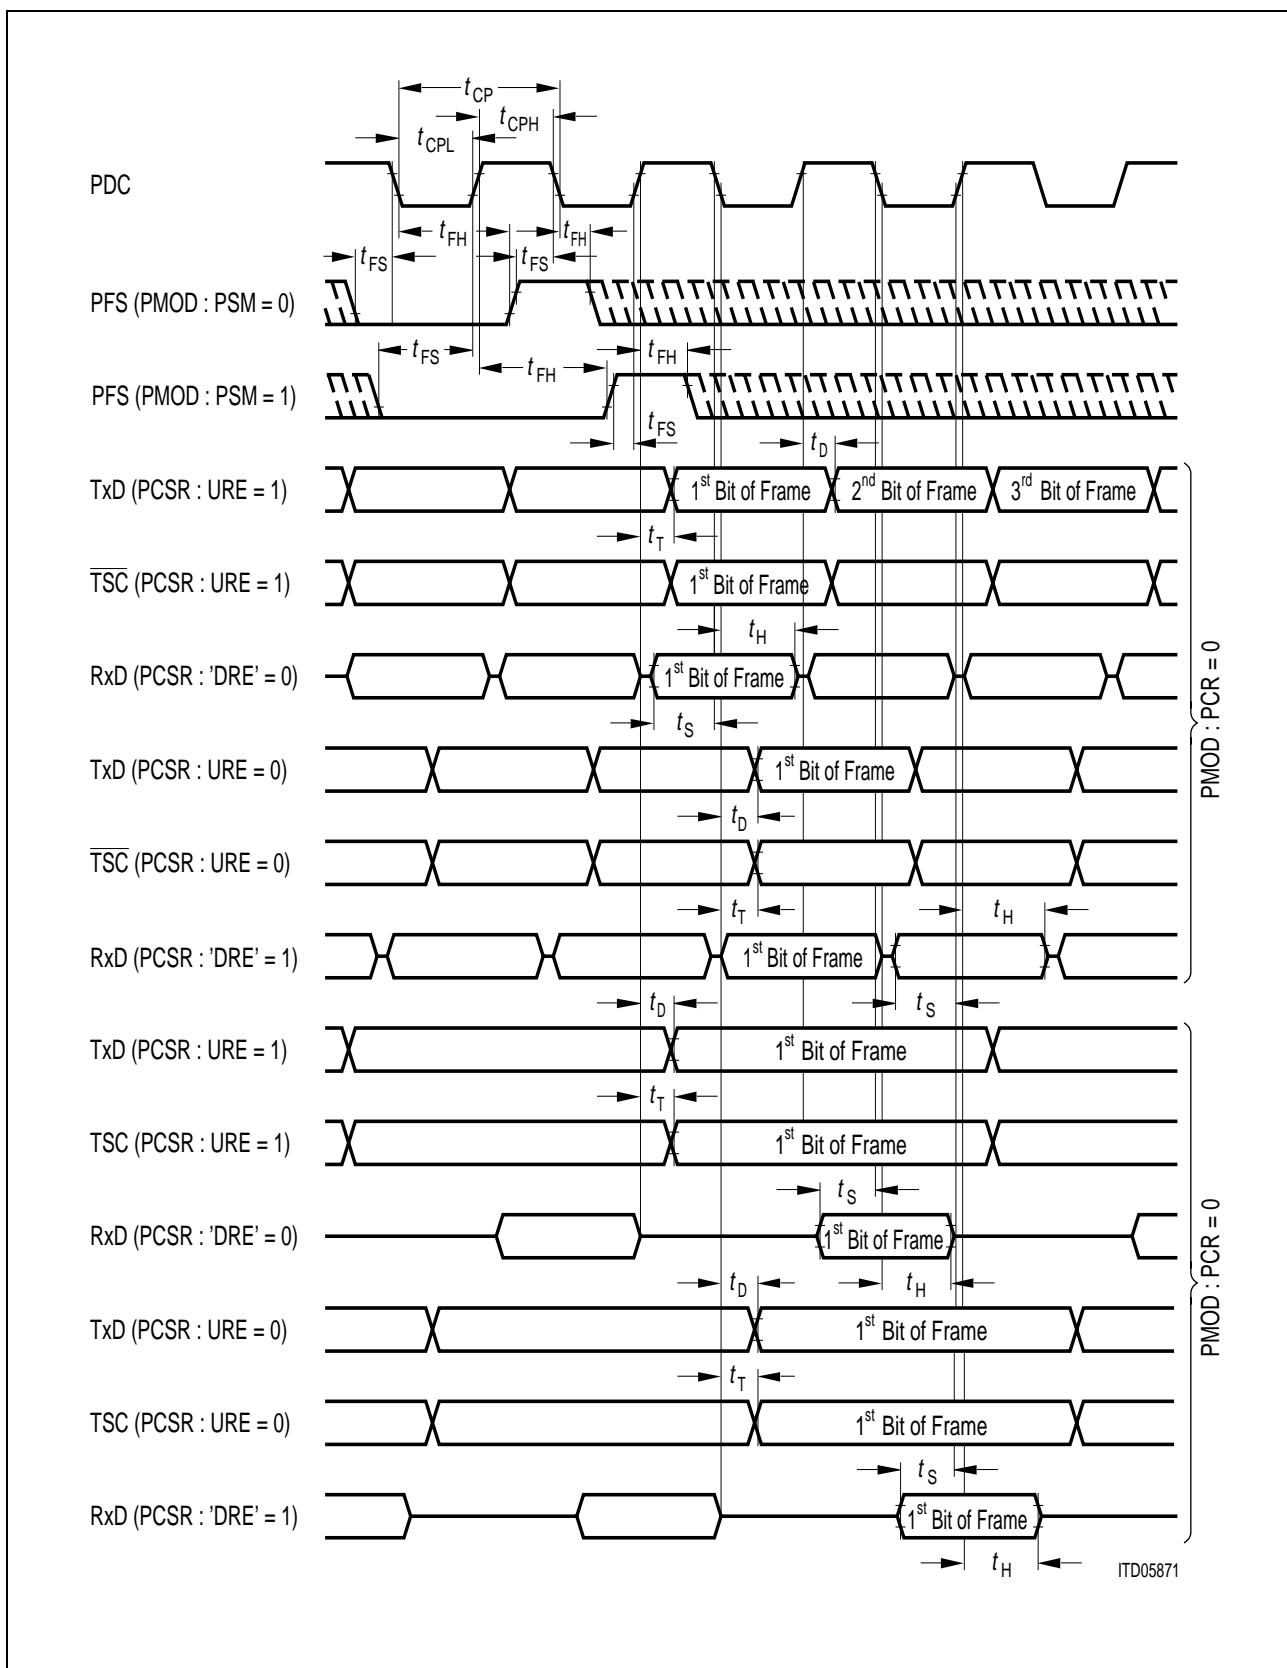 tCP
tCPH
tCPL
PDC
tFH tFH
tFS tFS
PFS (PMOD : PSM = 0)
tFS tFH
tFH
PFS (PMOD : PSM = 1)
tFS tD
TxD (PCSR : URE = 1) 1st Bit of Frame 2nd Bit of Frame 3rd Bit of Frame
tT
TSC (PCSR : URE = 1) 1st Bit of Frame
tH
RxD (PCSR : 'DRE' = 0) 1st Bit of Frame
PMOD : PCR = 0
tS
TxD (PCSR : URE = 0) 1st Bit of Frame
tD
TSC (PCSR : URE = 0)
tT tH
RxD (PCSR : 'DRE' = 1) 1st Bit of Frame
tD tS
TxD (PCSR : URE = 1) 1st Bit of Frame
tT
TSC (PCSR : URE = 1) 1st Bit of Frame
tS
RxD (PCSR : 'DRE' = 0) 1st Bit of Frame
PMOD : PCR = 0
tD tH
TxD (PCSR : URE = 0) 1st Bit of Frame
tT
TSC (PCSR : URE = 0) 1st Bit of Frame
tS
RxD (PCSR : 'DRE' = 1) 1st Bit of Frame
tH
ITD05871